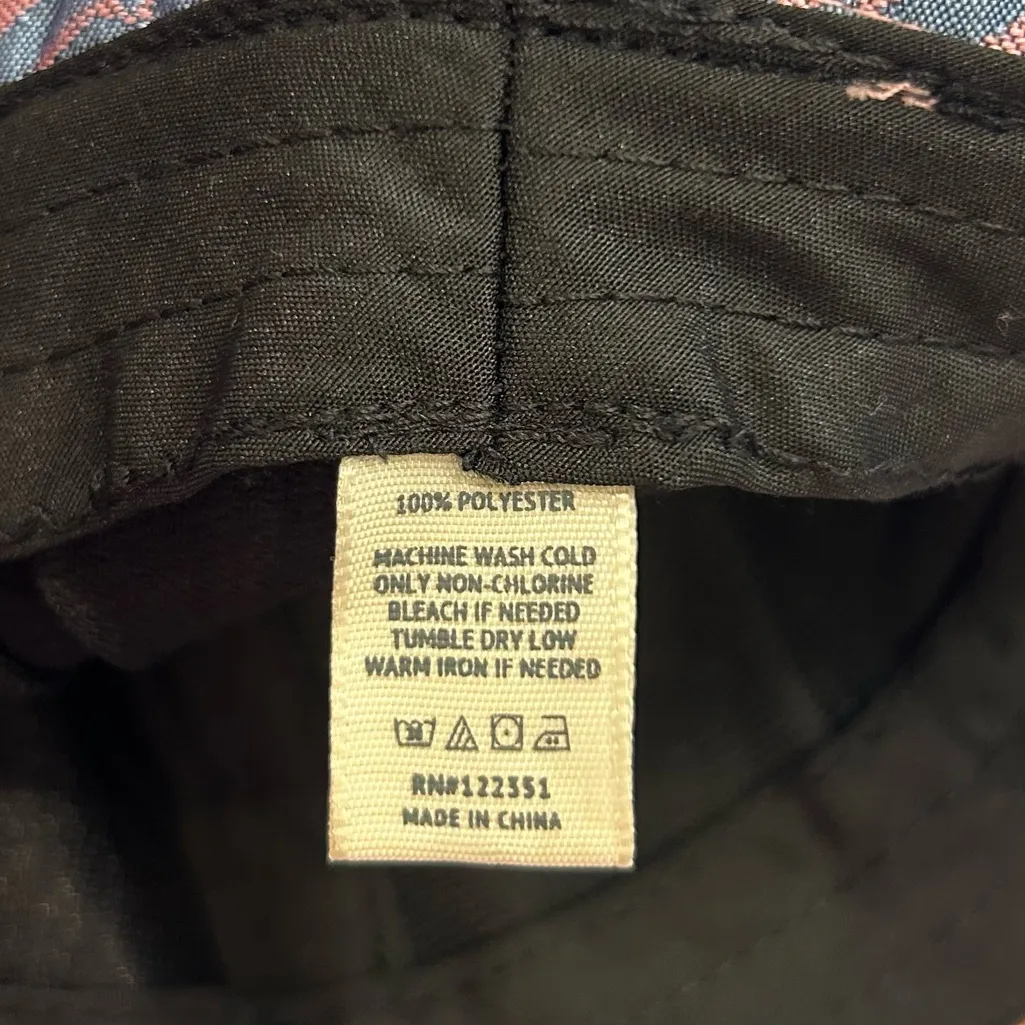 100% POLYESTER
MACHINE WASH COLD
ONLY NON-CHLORINE
BLEACH IF NEEDED
TUMBLE DRY LOW
WARM IRON IF NEEDED
RN#122351
MADE IN CHINA